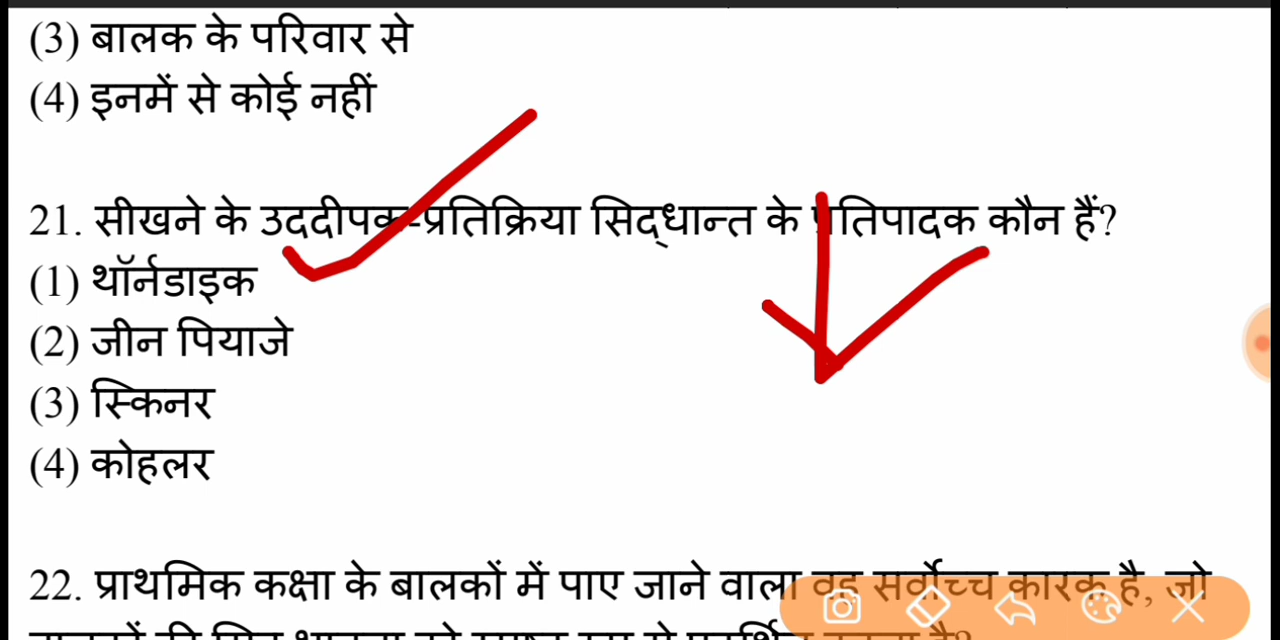 (3) बालक के परिवार से
(4) इनमें से कोई नहीं
21. सीखने के उददीपक-प्रतिक्रिया सिद्धान्त के प्रतिपादक कौन हैं?
(1) थॉर्नडाइक
(2) जीन पियाजे
(3) स्किनर
(4) कोहलर
22. प्राथमिक कक्षा के बालकों में पाए जाने वाला वह सर्वोच्च कारक है, जो